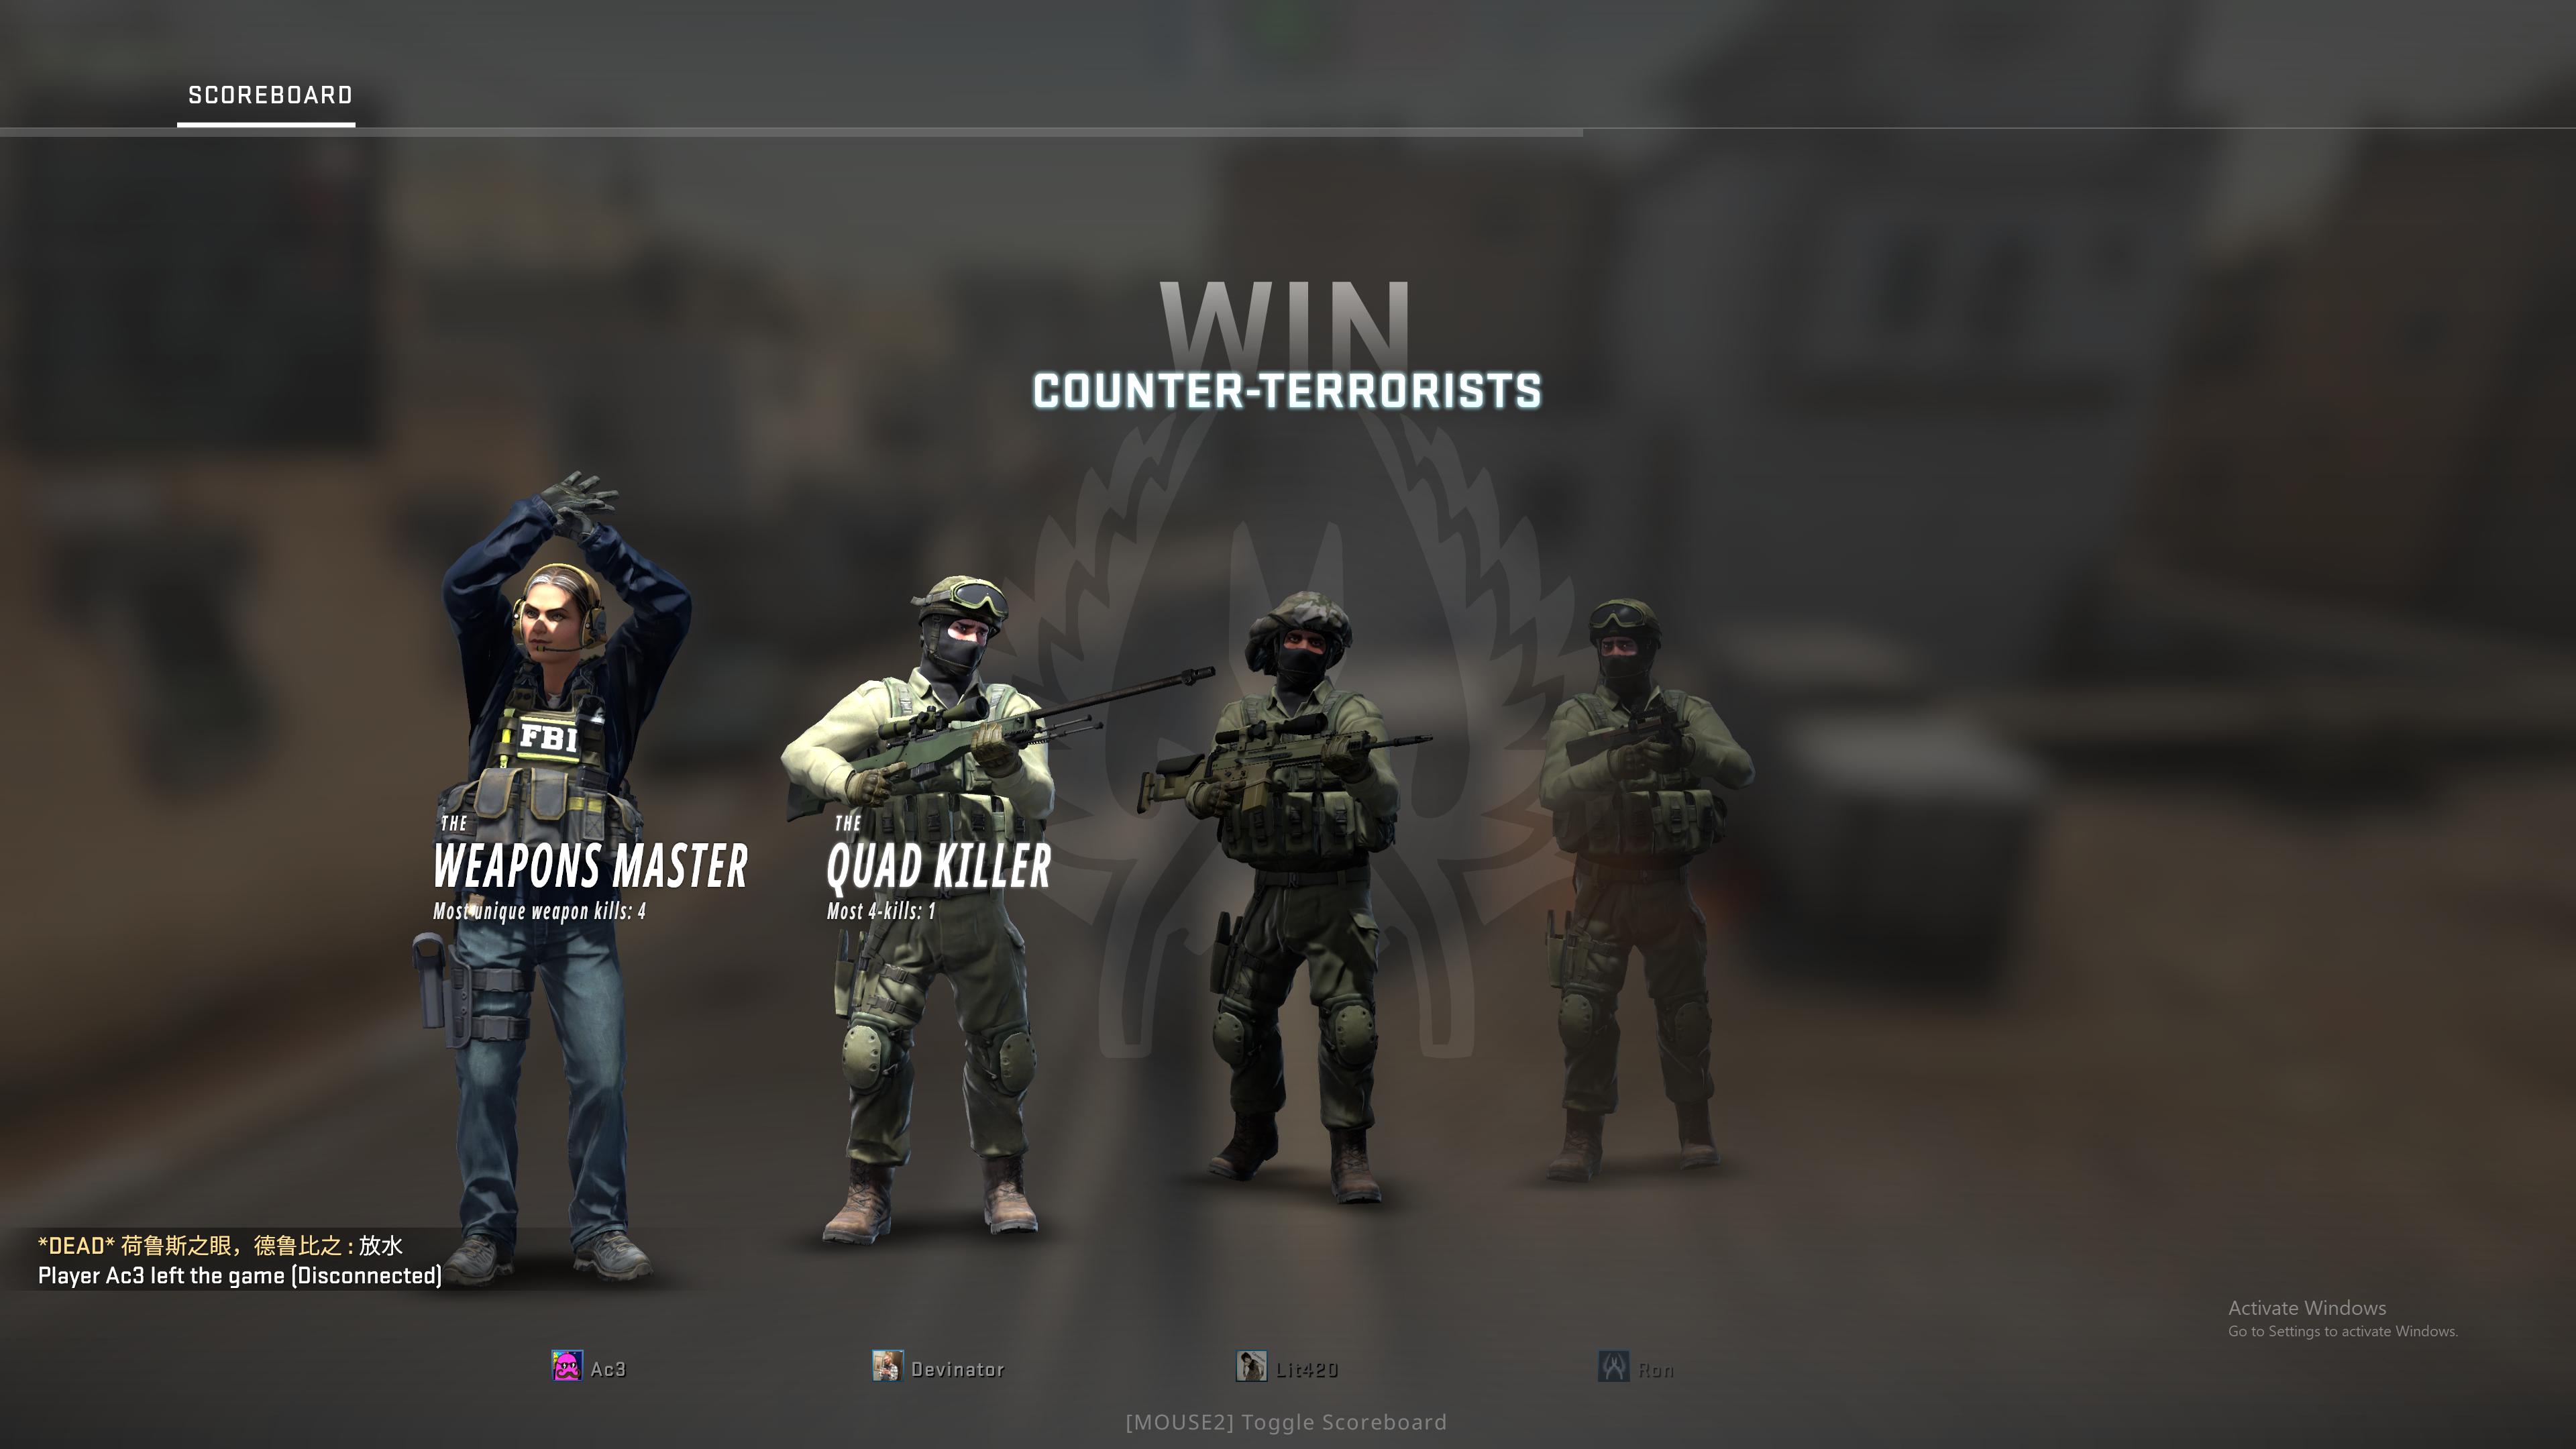 SCOREBOARD
WIN
COUNTER-TERRORISTS
FBI
THE
WEAPONS MASTER
Most unique weapon kills: 4
THE
QUAD KILLER
Most 4-kills: 1
*DEAD* 荷鲁斯之眼，德鲁比之 : 放水
Player Ac3 left the game (Disconnected)
Activate Windows
Go to Settings to activate Windows.
Ac3
Devinator
Lit420
Ron
[MOUSE2] Toggle Scoreboard